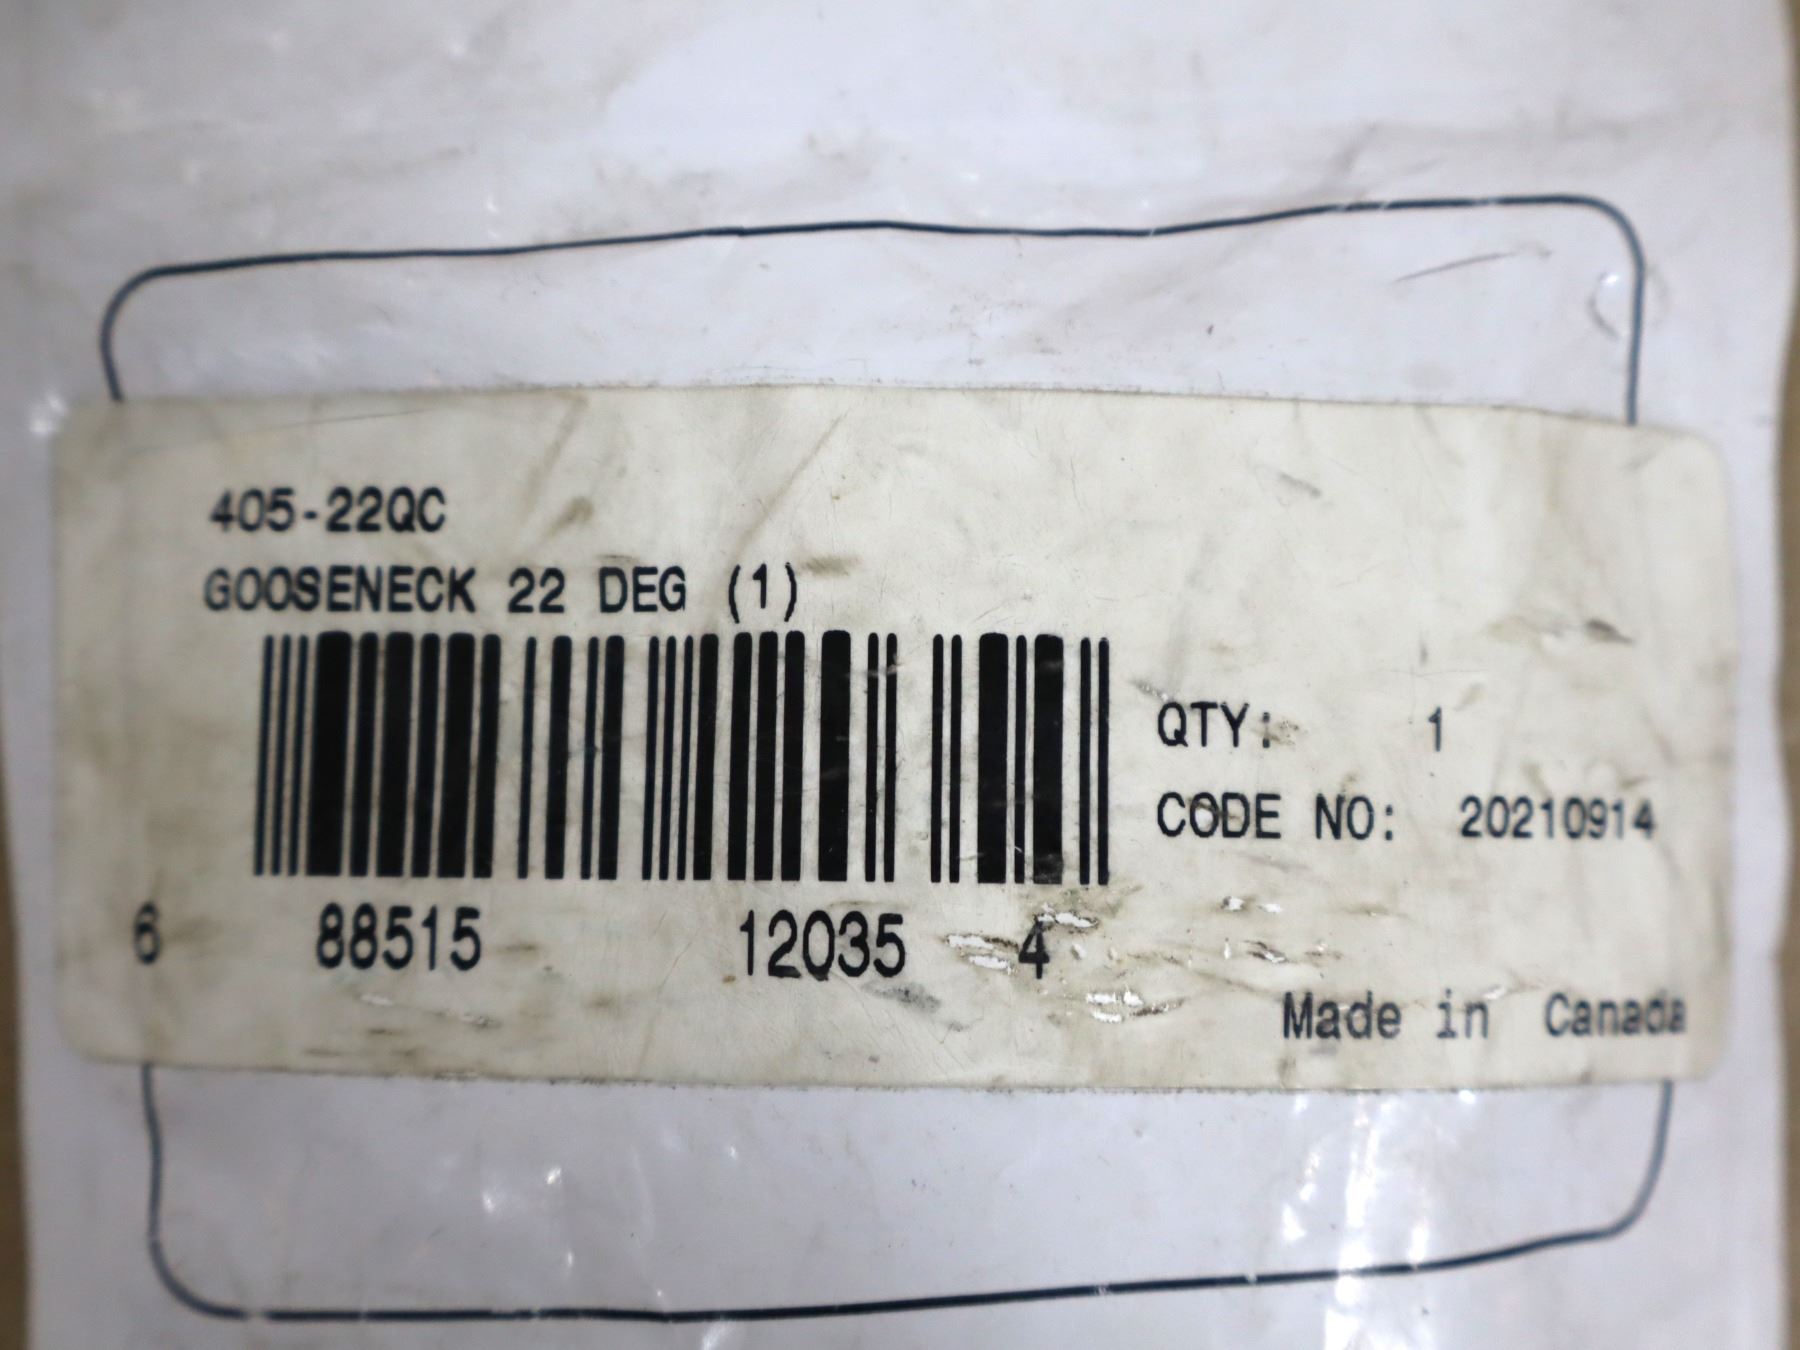 405-22QC
GOOSENECK 22 DEG (1)
QTY: 1
CODE NO: 20210914
6 88515 12035 4
Made in Canada